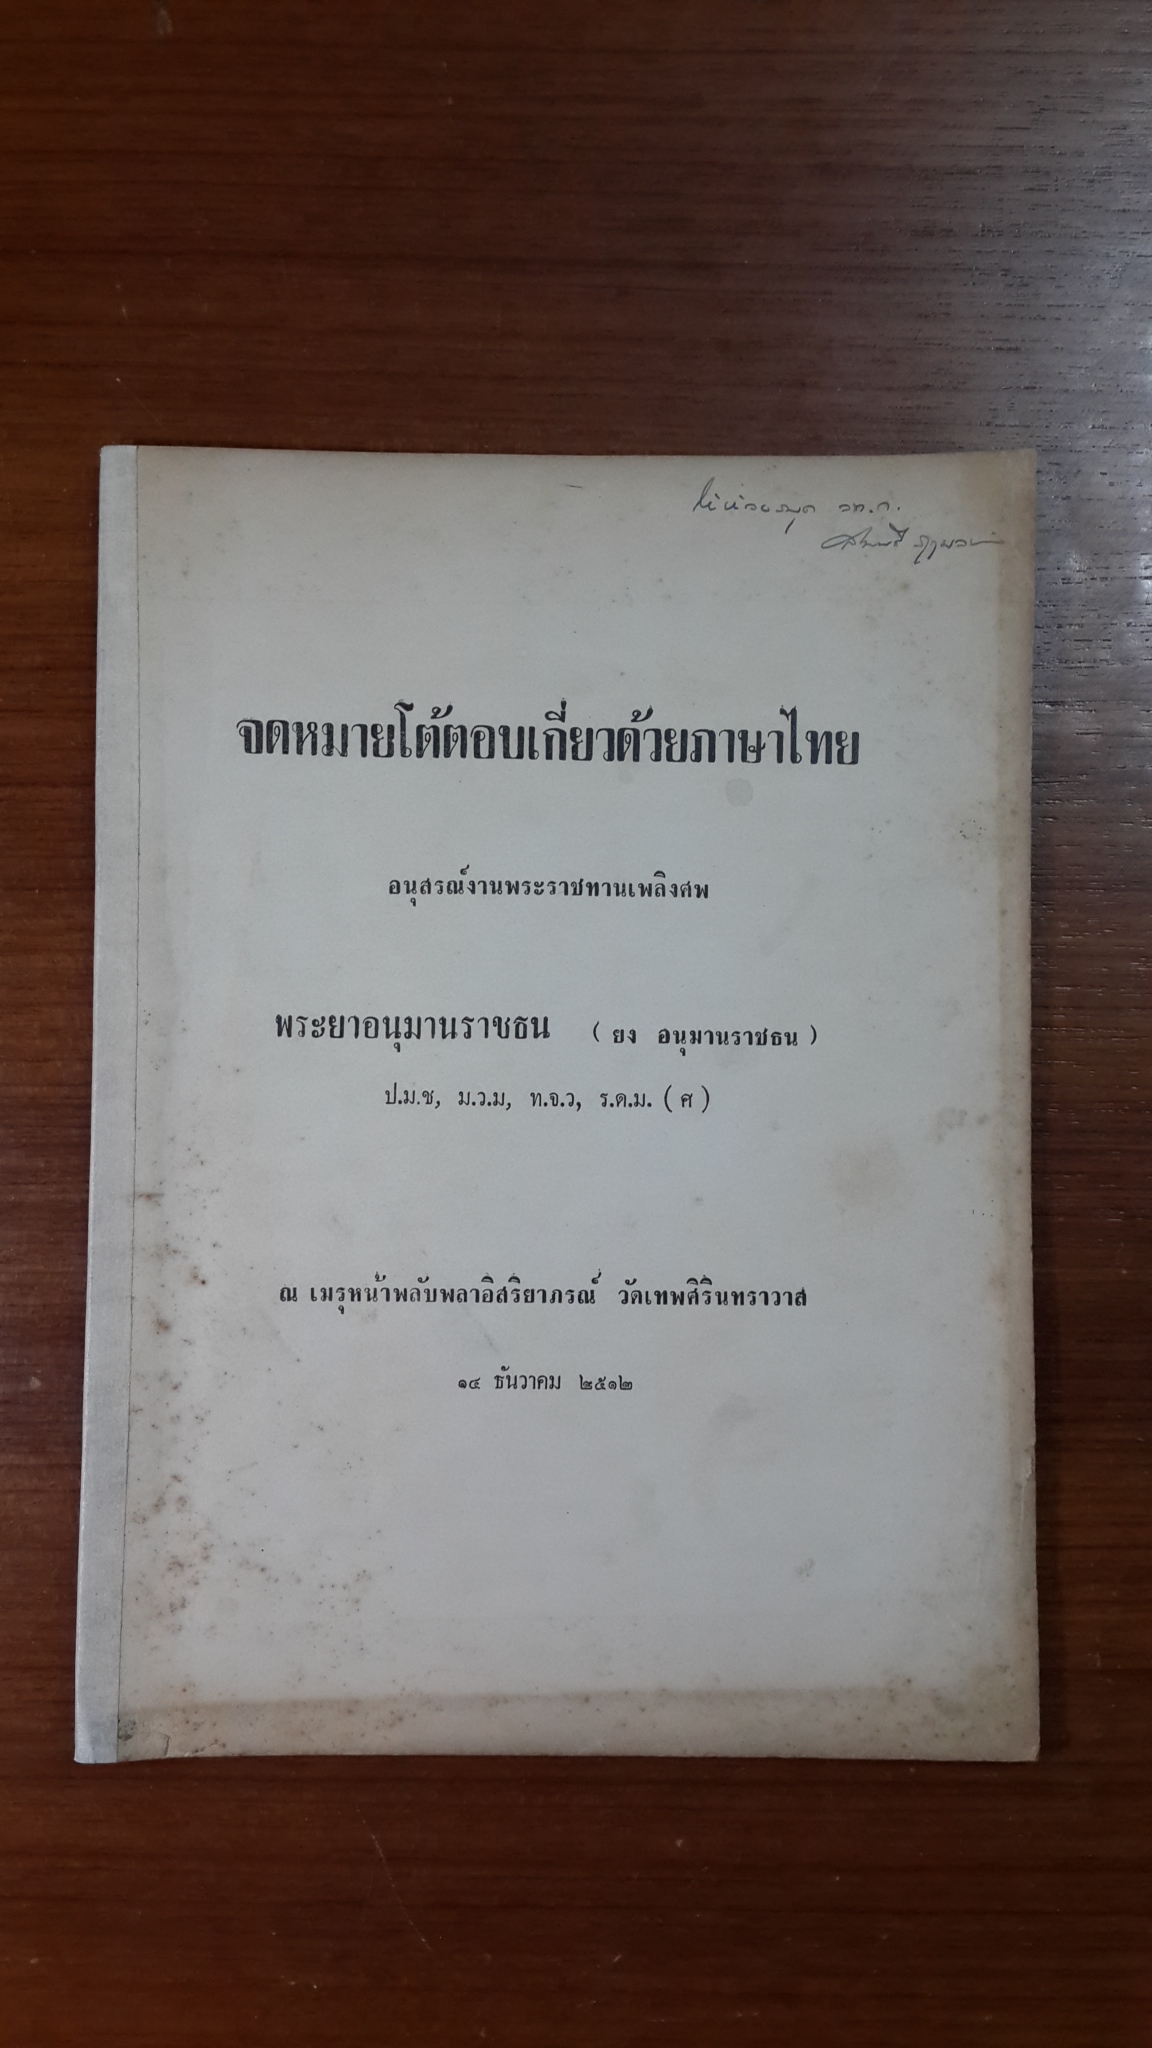 จดหมายโต้ตอบเกี่ยวด้วยภาษาไทย
อนุสรณ์งานพระราชทานเพลิงศพ
พระยาอนุมานราชธน ( ยง อนุมานราชธน )
ป.ม.ช, ม.ว.ม, ท.จ.ว, ร.ด.ม. ( ศ )
ณ เมรุหน้าพลับพลาอิสริยาภรณ์ วัดเทพศิรินทราวาส
๑๔ ธันวาคม ๒๕๑๒